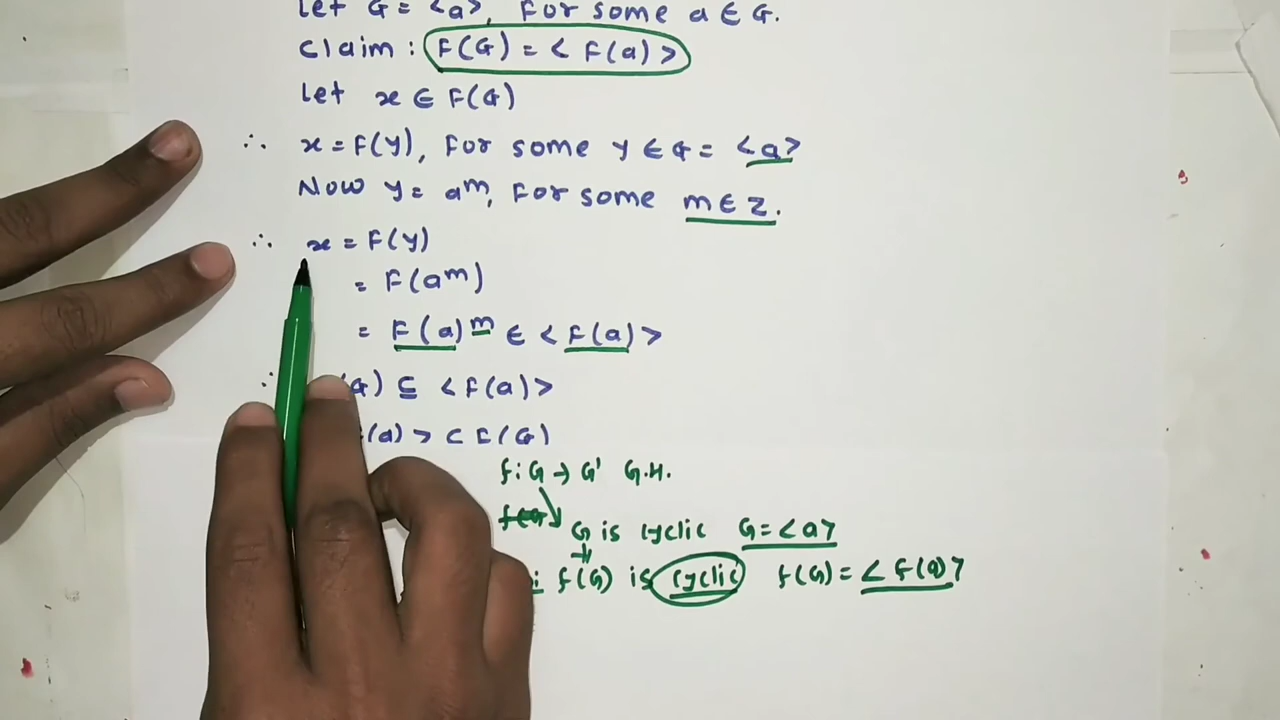 Let G = <a>, for some a ∈ G.
Claim : F(G) = < F(a) >
Let x ∈ F(G)
∴ x = F(y), for some y ∈ G = <a>
Now y = a^m, for some m ∈ Z.
∴ x = F(y)
= F(a^m)
= F(a)^m ∈ < F(a) >
∴ (G) ⊆ < F(a) >
(a) > ⊂ F(G)
f: G → G' G.H.
G is cyclic G = <a>
f(G) is cyclic f(G) = < f(a) >